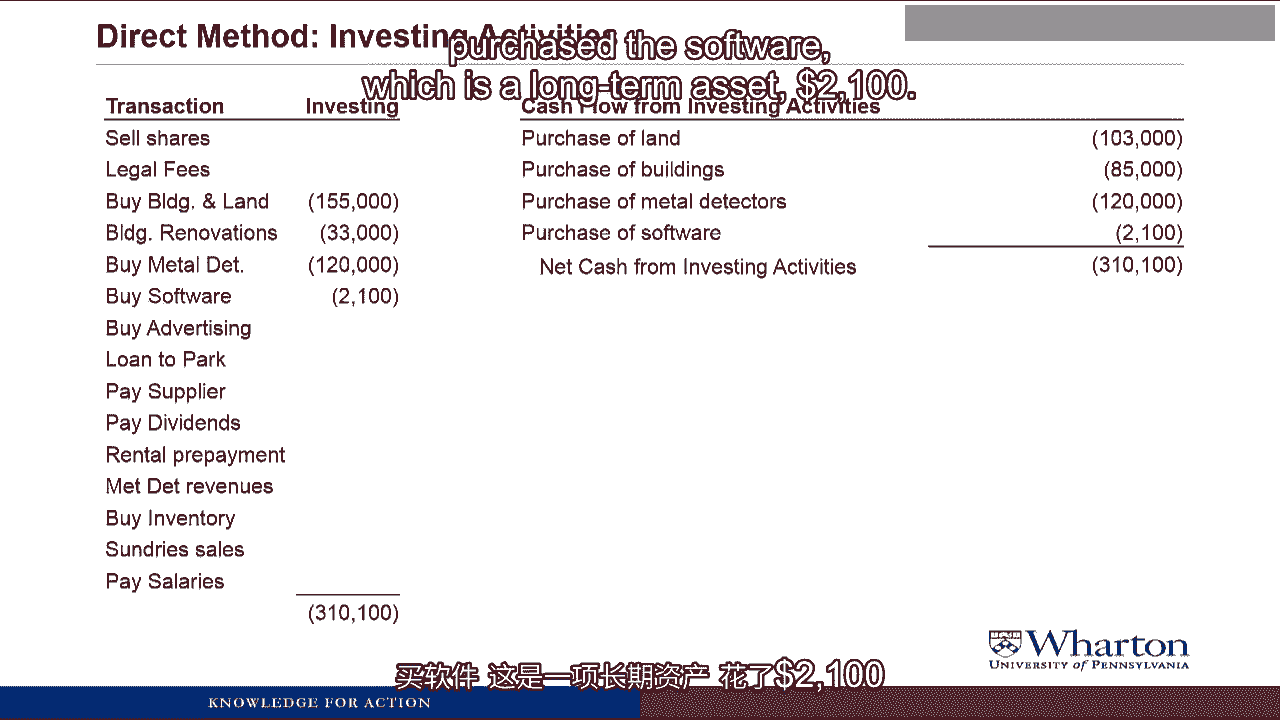 Direct Method: Investing Activities
purchased the software,
which is a long-term asset, $2,100.
Transaction Investing
Sell shares
Legal Fees
Buy Bldg. & Land (155,000)
Bldg. Renovations (33,000)
Buy Metal Det. (120,000)
Buy Software (2,100)
Buy Advertising
Loan to Park
Pay Supplier
Pay Dividends
Rental prepayment
Met Det revenues
Buy Inventory
Sundries sales
Pay Salaries
(310,100)
Cash Flow from Investing Activities
Purchase of land (103,000)
Purchase of buildings (85,000)
Purchase of metal detectors (120,000)
Purchase of software (2,100)
Net Cash from Investing Activities (310,100)
Wharton
UNIVERSITY of PENNSYLVANIA
买软件 这是一项长期资产 花了$2,100
KNOWLEDGE FOR ACTION